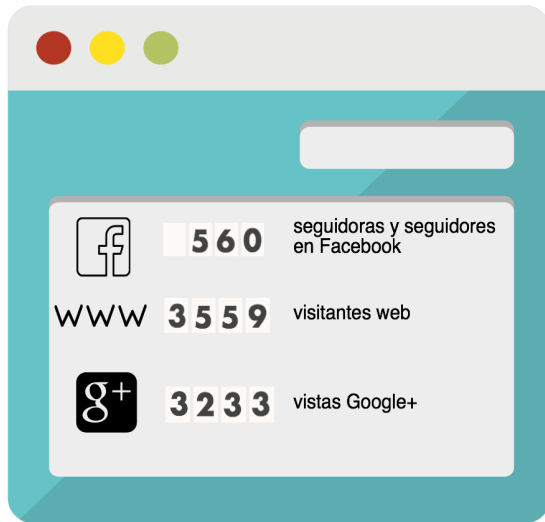 f 560 seguidoras y seguidores
en Facebook
www 3559 visitantes web
g+ 3233 vistas Google+